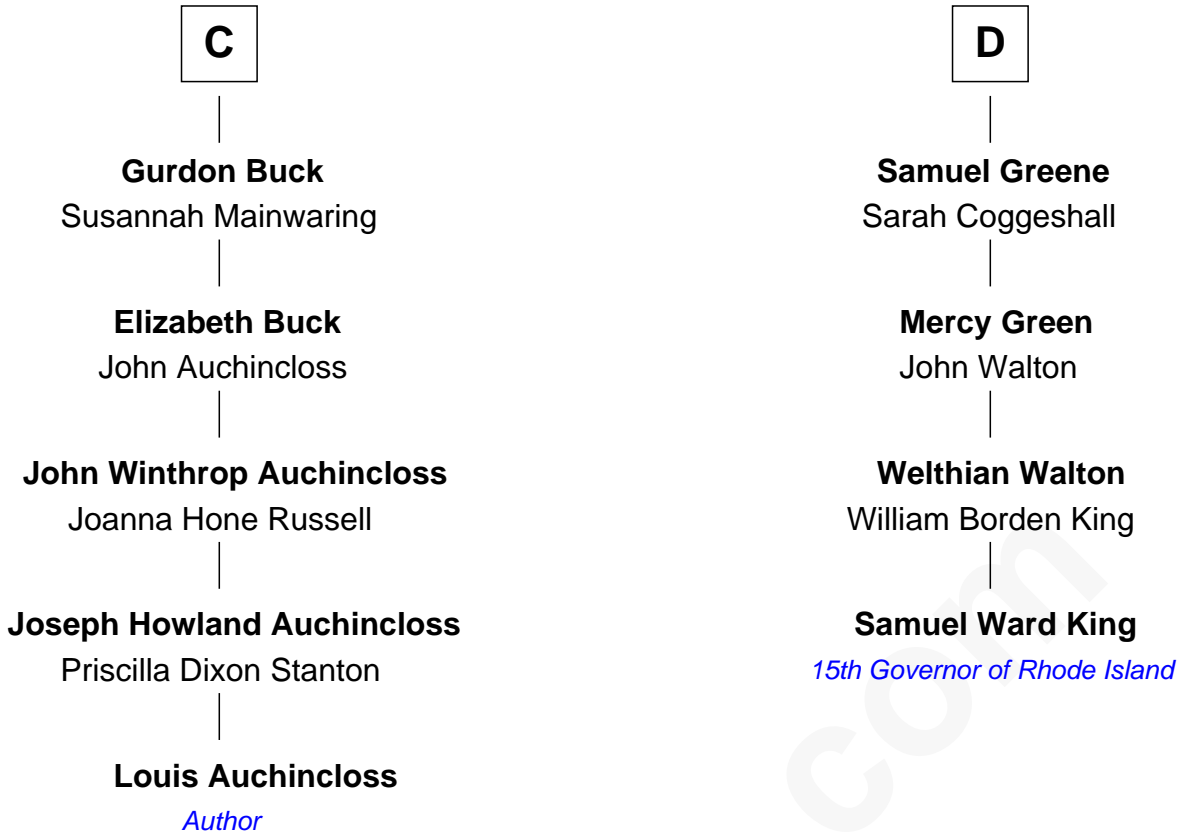 C
Gurdon Buck
Susannah Mainwaring
Elizabeth Buck
John Auchincloss
John Winthrop Auchincloss
Joanna Hone Russell
Joseph Howland Auchincloss
Priscilla Dixon Stanton
Louis Auchincloss
Author
D
Samuel Greene
Sarah Coggeshall
Mercy Green
John Walton
Welthian Walton
William Borden King
Samuel Ward King
15th Governor of Rhode Island
com